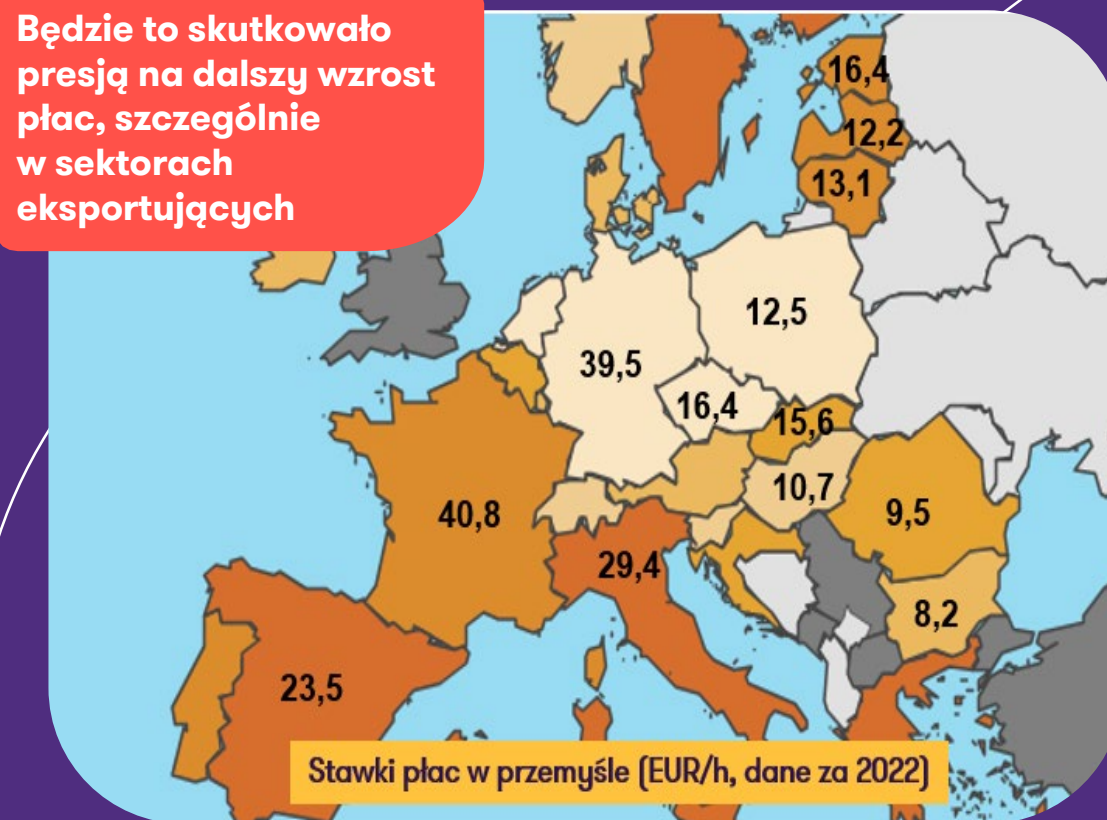 Będzie to skutkowało
presją na dalszy wzrost
płac, szczególnie
w sektorach
eksportujących
16,4
12,2
13,1
12,5
39,5
16,4
15,6
10,7
40,8
9,5
29,4
8,2
23,5
Stawki płac w przemyśle (EUR/h, dane za 2022)